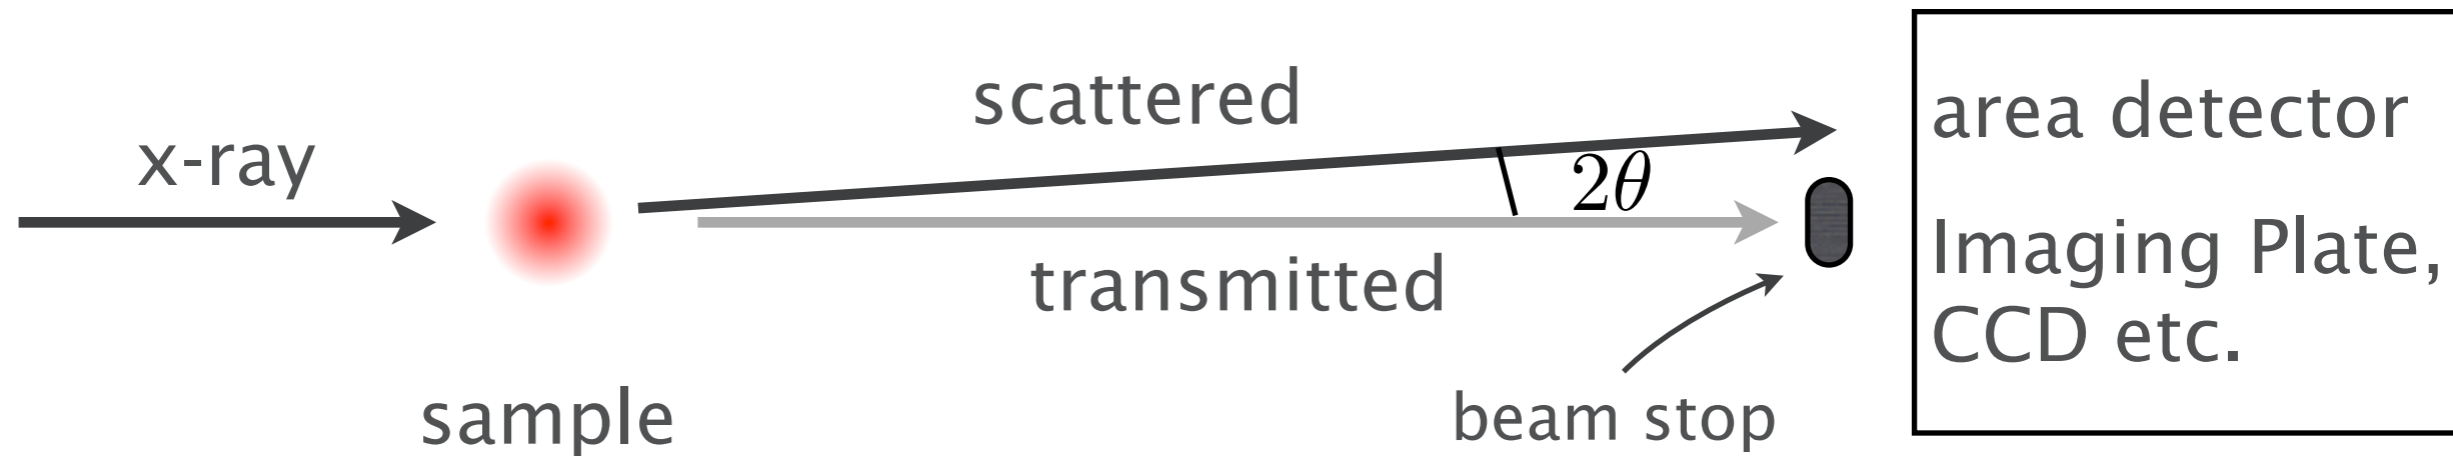 x-ray
sample
scattered
2θ
transmitted
beam stop
area detector
Imaging Plate,
CCD etc.